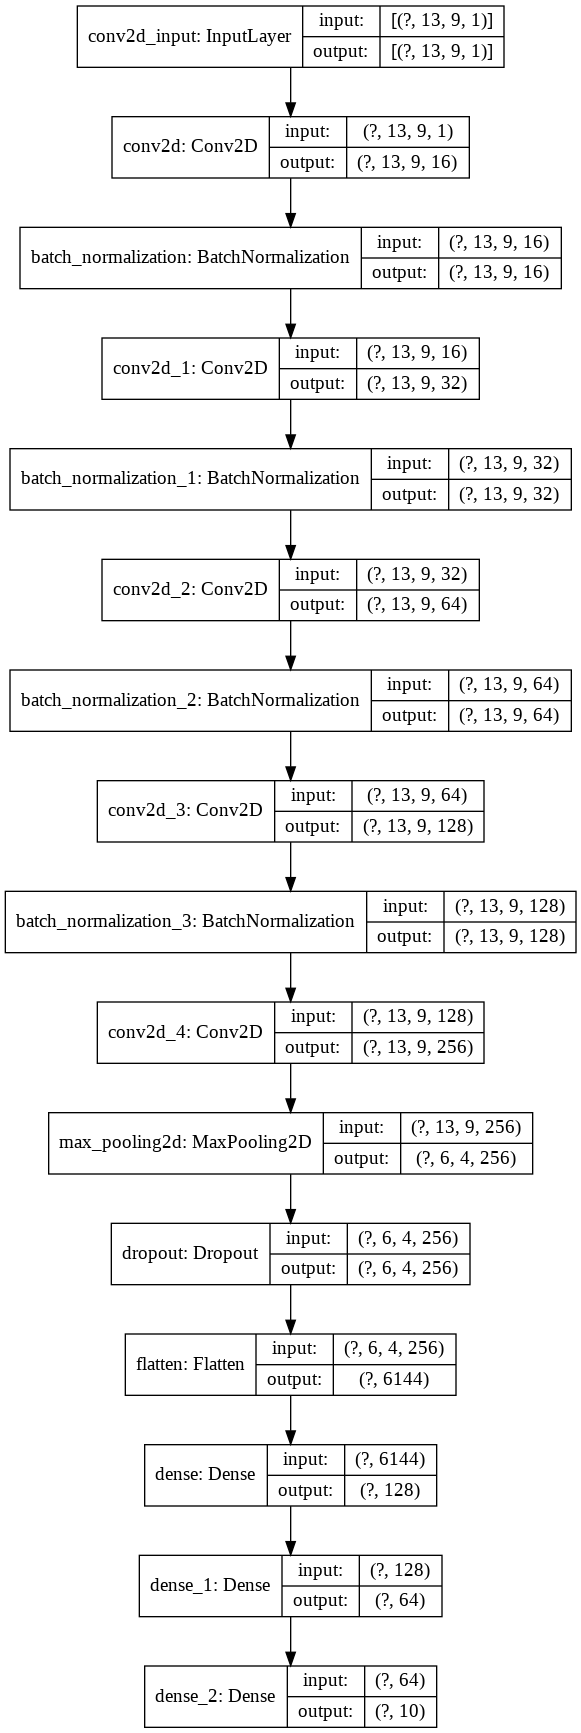 conv2d_input: InputLayer
input: [(?, 13, 9, 1)]
output: [(?, 13, 9, 1)]
conv2d: Conv2D
input: (?, 13, 9, 1)
output: (?, 13, 9, 16)
batch_normalization: BatchNormalization
input: (?, 13, 9, 16)
output: (?, 13, 9, 16)
conv2d_1: Conv2D
input: (?, 13, 9, 16)
output: (?, 13, 9, 32)
batch_normalization_1: BatchNormalization
input: (?, 13, 9, 32)
output: (?, 13, 9, 32)
conv2d_2: Conv2D
input: (?, 13, 9, 32)
output: (?, 13, 9, 64)
batch_normalization_2: BatchNormalization
input: (?, 13, 9, 64)
output: (?, 13, 9, 64)
conv2d_3: Conv2D
input: (?, 13, 9, 64)
output: (?, 13, 9, 128)
batch_normalization_3: BatchNormalization
input: (?, 13, 9, 128)
output: (?, 13, 9, 128)
conv2d_4: Conv2D
input: (?, 13, 9, 128)
output: (?, 13, 9, 256)
max_pooling2d: MaxPooling2D
input: (?, 13, 9, 256)
output: (?, 6, 4, 256)
dropout: Dropout
input: (?, 6, 4, 256)
output: (?, 6, 4, 256)
flatten: Flatten
input: (?, 6, 4, 256)
output: (?, 6144)
dense: Dense
input: (?, 6144)
output: (?, 128)
dense_1: Dense
input: (?, 128)
output: (?, 64)
dense_2: Dense
input: (?, 64)
output: (?, 10)